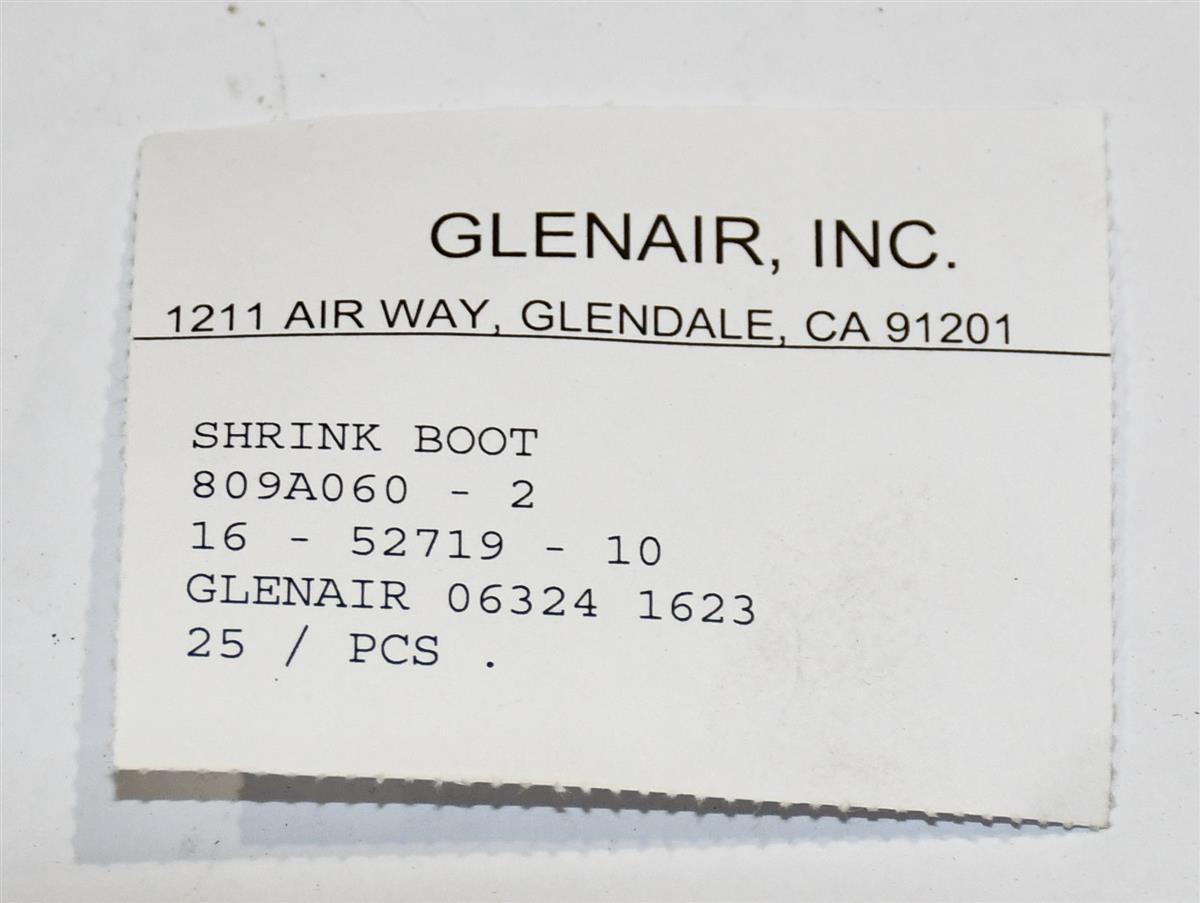 GLENAIR, INC.
1211 AIR WAY, GLENDALE, CA 91201
SHRINK BOOT
809A060 - 2
16 - 52719 - 10
GLENAIR 06324 1623
25 / PCS .